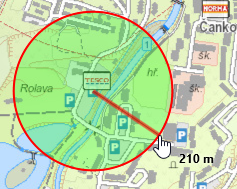 NORMA
Čanko
1
šk.
TESCO
hř.
Rolava
šk.
P
P
P
P
P
210 m